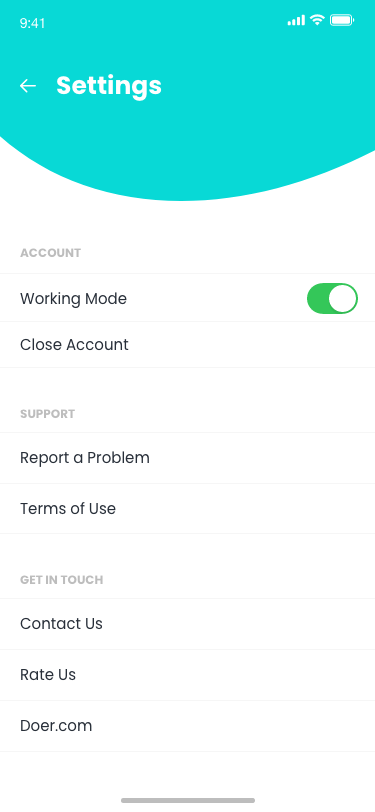 9:41
Settings
ACCOUNT
Working Mode
Close Account
SUPPORT
Report a Problem
Terms of Use
GET IN TOUCH
Contact Us
Rate Us
Doer.com